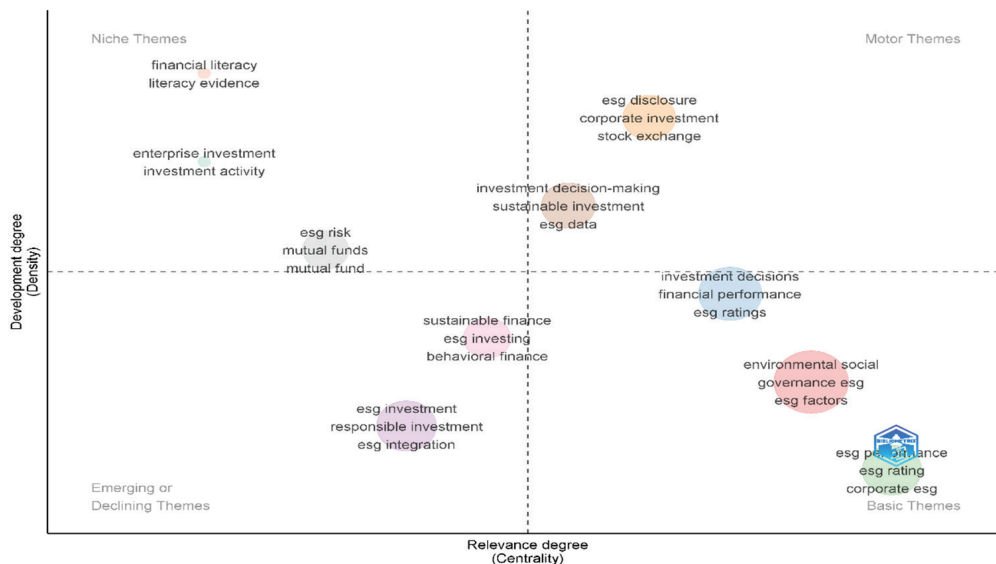 Niche Themes
Motor Themes
financial literacy
literacy evidence
esg disclosure
corporate investment
stock exchange
enterprise investment
investment activity
investment decision-making
sustainable investment
esg data
esg risk
mutual funds
mutual fund
investment decisions
financial performance
esg ratings
sustainable finance
esg investing
behavioral finance
environmental social
governance esg
esg factors
esg investment
responsible investment
esg integration
BIBLIOMETRIX
esg performance
esg rating
corporate esg
Emerging or
Declining Themes
Basic Themes
Development degree
(Density)
Relevance degree
(Centrality)